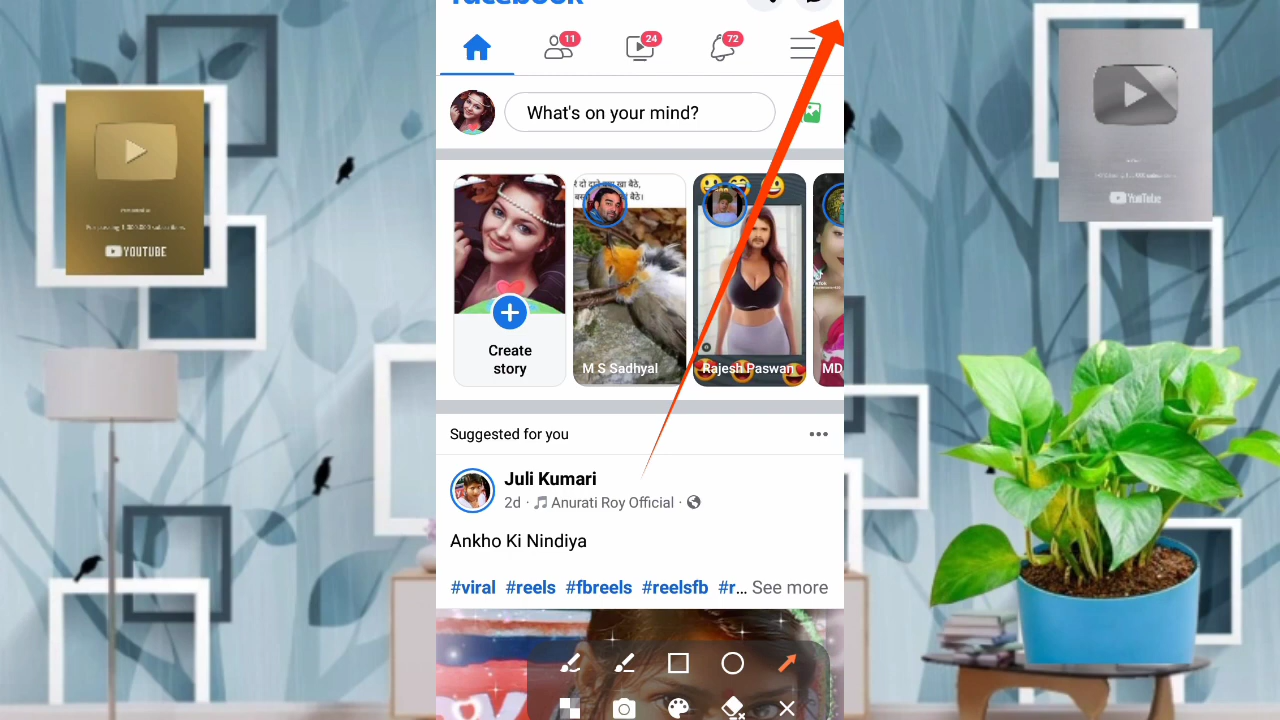 facebook
11
24
72
What's on your mind?
YOUTUBE
YouTube
Create
story
M S Sadhyal
Rajesh Paswan
MD
Suggested for you
Juli Kumari
2d · Anurati Roy Official ·
Ankho Ki Nindiya
#viral #reels #fbreels #reelsfb #r... See more